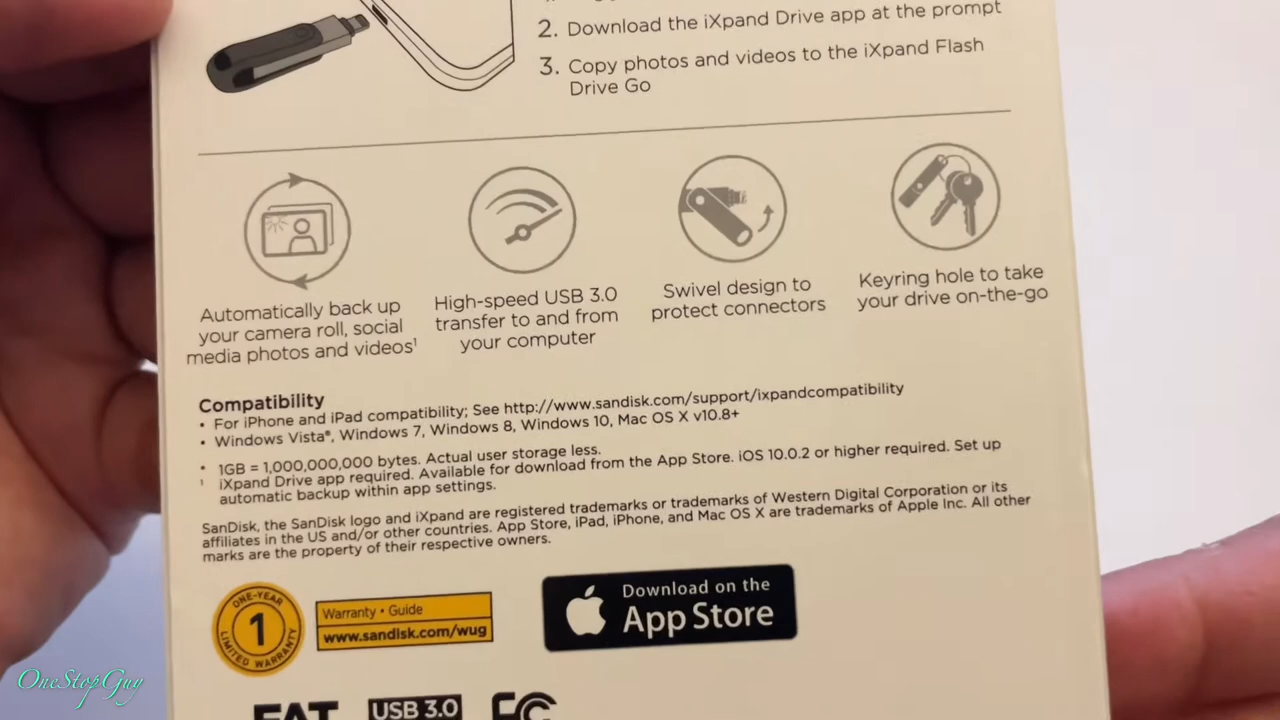 2. Download the iXpand Drive app at the prompt
3. Copy photos and videos to the iXpand Flash
Drive Go
Automatically back up
your camera roll, social
media photos and videos¹
High-speed USB 3.0
transfer to and from
your computer
Swivel design to
protect connectors
Keyring hole to take
your drive on-the-go
Compatibility
• For iPhone and iPad compatibility; See http://www.sandisk.com/support/ixpandcompatibility
• Windows Vista®, Windows 7, Windows 8, Windows 10, Mac OS X v10.8+
* 1GB = 1,000,000,000 bytes. Actual user storage less.
¹ iXpand Drive app required. Available for download from the App Store. iOS 10.0.2 or higher required. Set up
automatic backup within app settings.
SanDisk, the SanDisk logo and iXpand are registered trademarks or trademarks of Western Digital Corporation or its
affiliates in the US and/or other countries. App Store, iPad, iPhone, and Mac OS X are trademarks of Apple Inc. All other
marks are the property of their respective owners.
ONE-YEAR
1
LIMITED WARRANTY
Warranty • Guide
www.sandisk.com/wug
Download on the
App Store
OneStopGuy
FAT
USB 3.0
FC